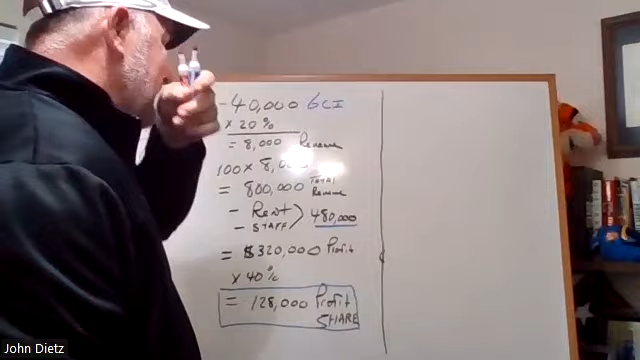 -40,000 GCI
x 20%
= 8,000 Revenue
100 x 8,0
= 800,000 TOTAL Revenue
- Rent
- STAFF
480,000
= $320,000 Profit
x 40%
= 128,000 Profit
SHARE
John Dietz